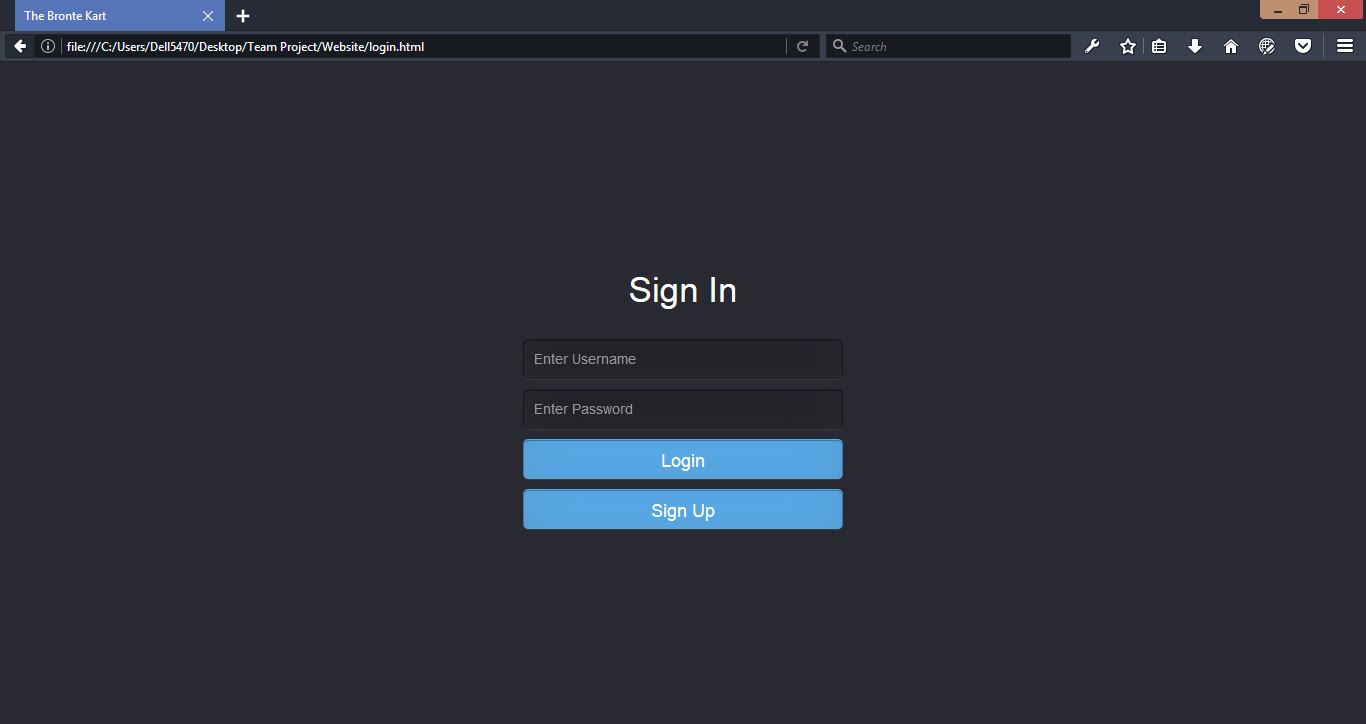 The Bronte Kart
file:///C:/Users/Dell5470/Desktop/Team Project/Website/login.html
Search
Sign In
Enter Username
Enter Password
Login
Sign Up